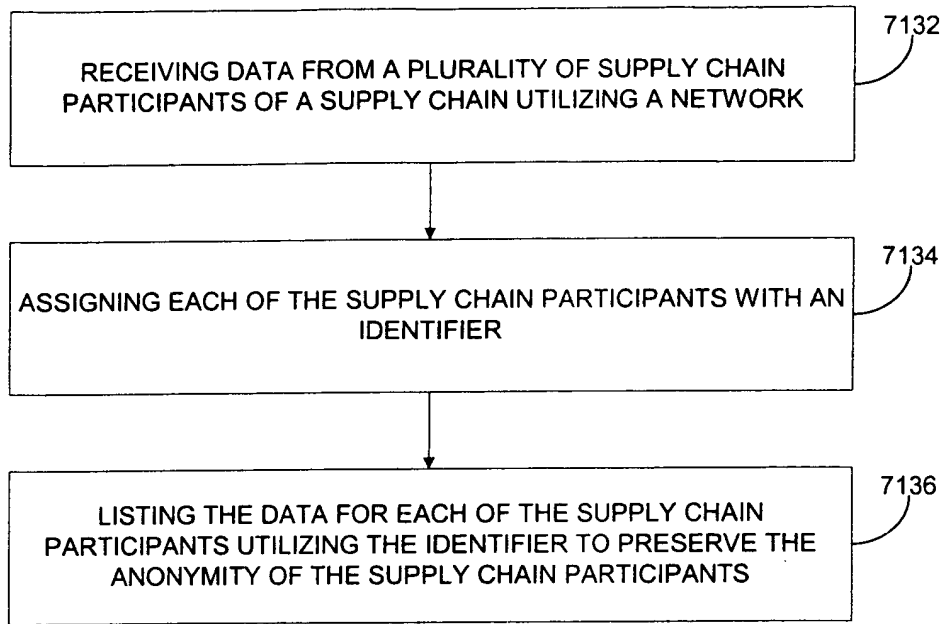 7132
RECEIVING DATA FROM A PLURALITY OF SUPPLY CHAIN
PARTICIPANTS OF A SUPPLY CHAIN UTILIZING A NETWORK
7134
ASSIGNING EACH OF THE SUPPLY CHAIN PARTICIPANTS WITH AN
IDENTIFIER
7136
LISTING THE DATA FOR EACH OF THE SUPPLY CHAIN
PARTICIPANTS UTILIZING THE IDENTIFIER TO PRESERVE THE
ANONYMITY OF THE SUPPLY CHAIN PARTICIPANTS